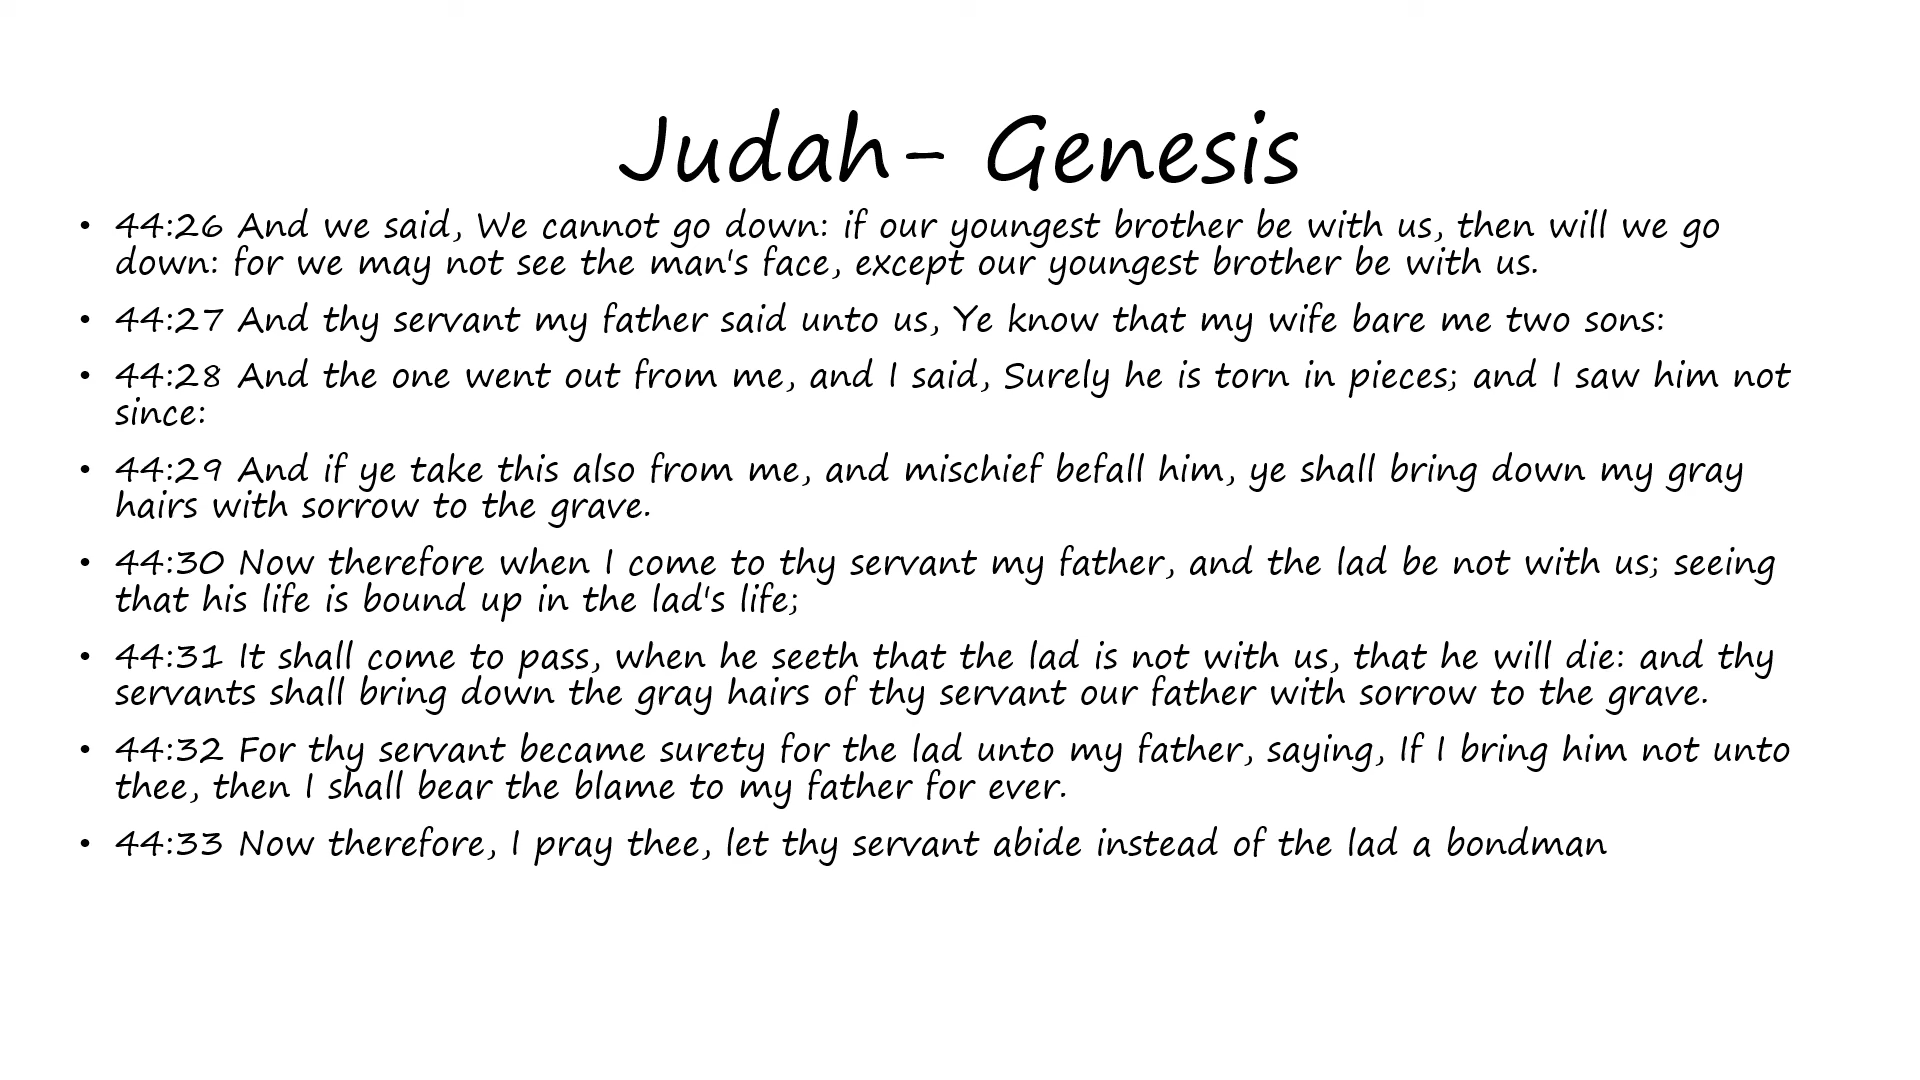 Judah– Genesis
• 44:26 And we said, We cannot go down: if our youngest brother be with us, then will we go
down: for we may not see the man's face, except our youngest brother be with us.
• 44:27 And thy servant my father said unto us, Ye know that my wife bare me two sons:
• 44:28 And the one went out from me, and I said, Surely he is torn in pieces; and I saw him not
since:
• 44:29 And if ye take this also from me, and mischief befall him, ye shall bring down my gray
hairs with sorrow to the grave.
• 44:30 Now therefore when I come to thy servant my father, and the lad be not with us; seeing
that his life is bound up in the lad's life;
• 44:31 It shall come to pass, when he seeth that the lad is not with us, that he will die: and thy
servants shall bring down the gray hairs of thy servant our father with sorrow to the grave.
• 44:32 For thy servant became surety for the lad unto my father, saying, If I bring him not unto
thee, then I shall bear the blame to my father for ever.
• 44:33 Now therefore, I pray thee, let thy servant abide instead of the lad a bondman